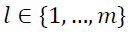 l ∈ {1, …, m}